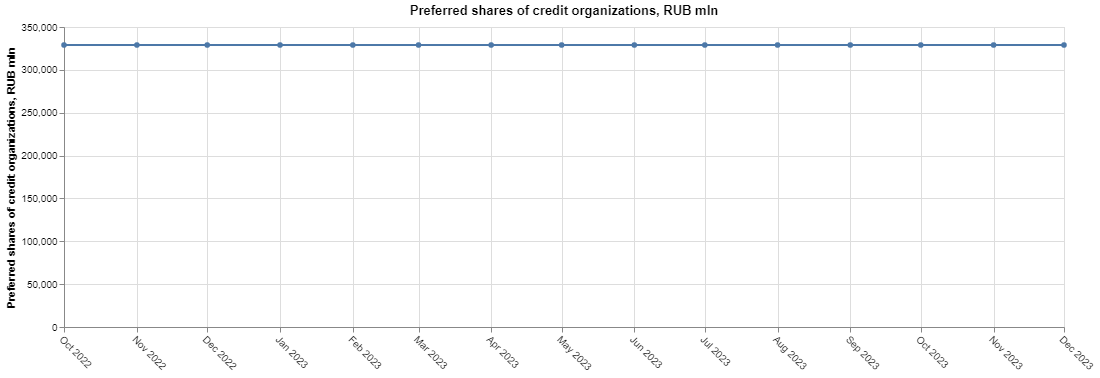 Preferred shares of credit organizations, RUB mln
Preferred shares of credit organizations, RUB mln
350,000
300,000
250,000
200,000
150,000
100,000
50,000
0
Oct 2022
Nov 2022
Dec 2022
Jan 2023
Feb 2023
Mar 2023
Apr 2023
May 2023
Jun 2023
Jul 2023
Aug 2023
Sep 2023
Oct 2023
Nov 2023
Dec 2023